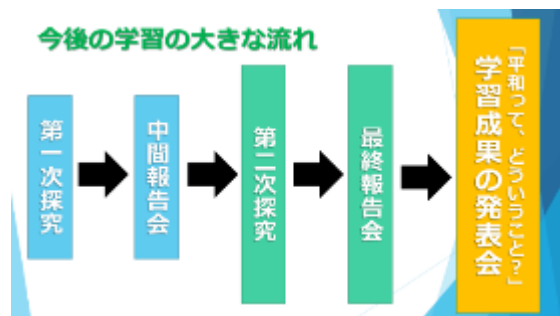 今後の学習の大きな流れ
第一次探究
中間報告会
第二次探究
最終報告会
「平和って、どういうこと？」
学習成果の発表会